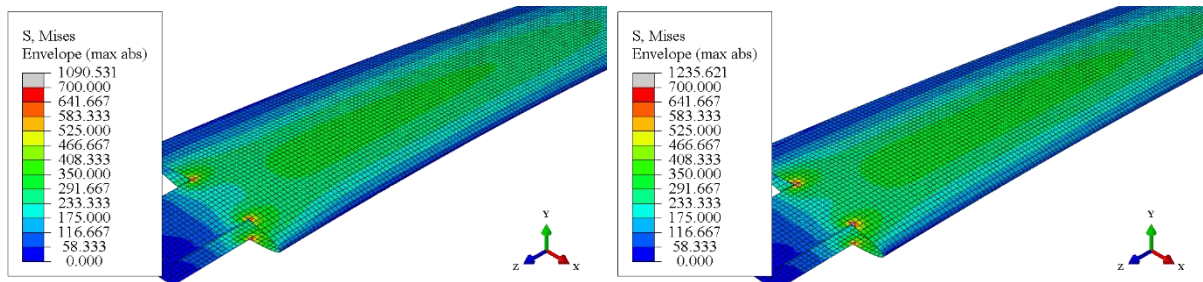 S, Mises
Envelope (max abs)
1090.531
700.000
641.667
583.333
525.000
466.667
408.333
350.000
291.667
233.333
175.000
116.667
58.333
0.000
Y
Z
X
S, Mises
Envelope (max abs)
1235.621
700.000
641.667
583.333
525.000
466.667
408.333
350.000
291.667
233.333
175.000
116.667
58.333
0.000
Y
Z
X